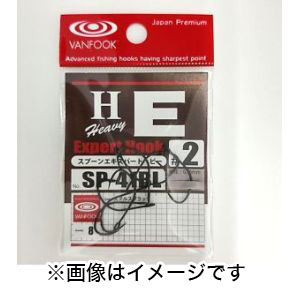 Japan Premium
VANFOOK
Advanced fishing hooks having sharpest point
H E
Heavy
Expert Hook
スプーンエキスパートヘビー
# 2
No.
SP-41BL
VANFOOK
8
※画像はイメージです